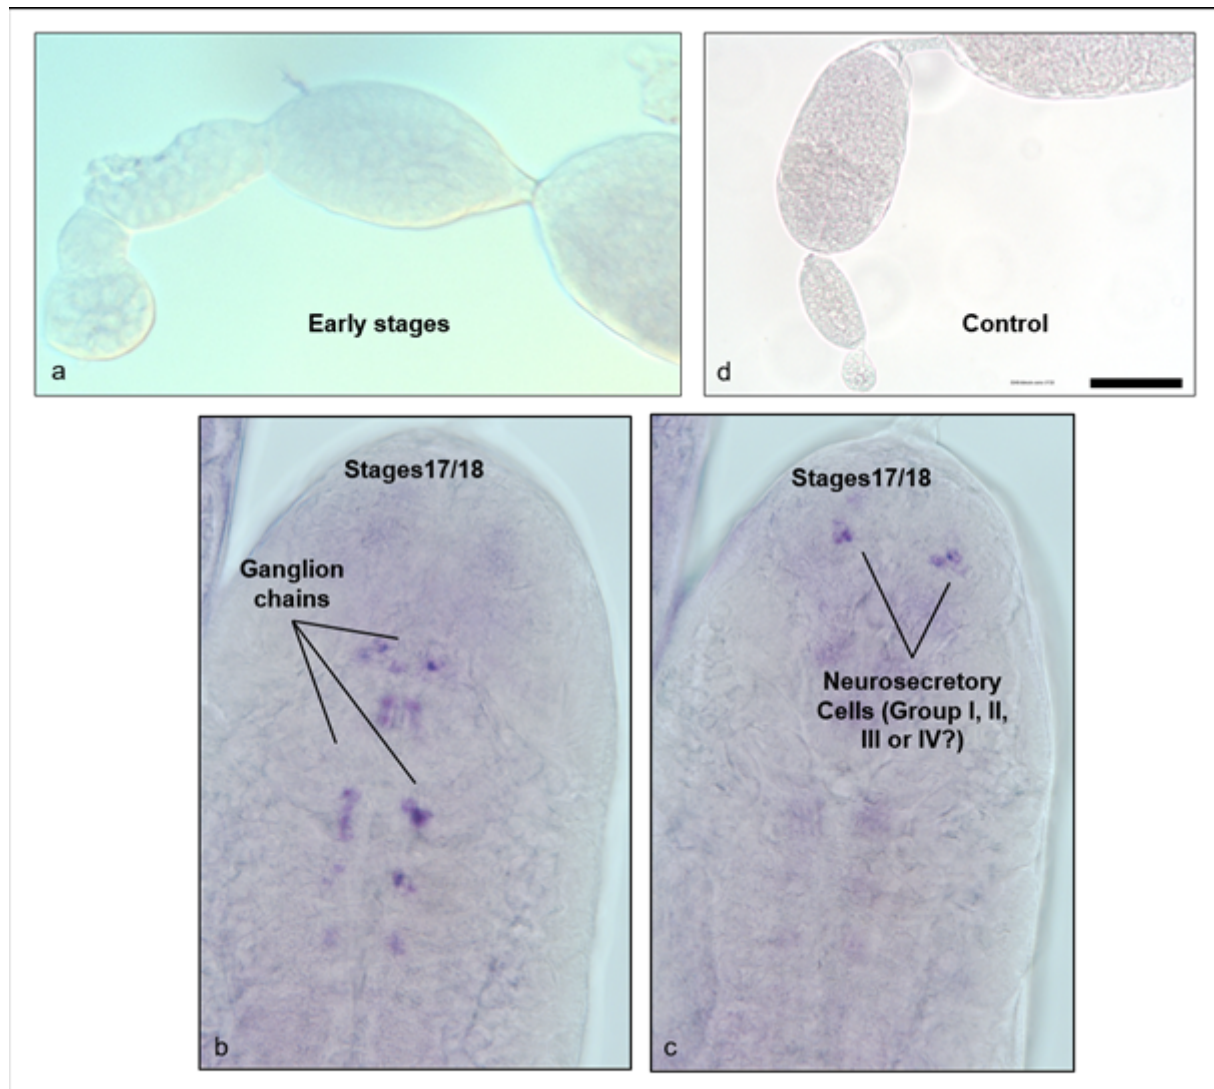 Early stages
a
Control
d
Stages17/18
Ganglion
chains
b
Stages17/18
Neurosecretory
Cells (Group I, II,
III or IV?)
c